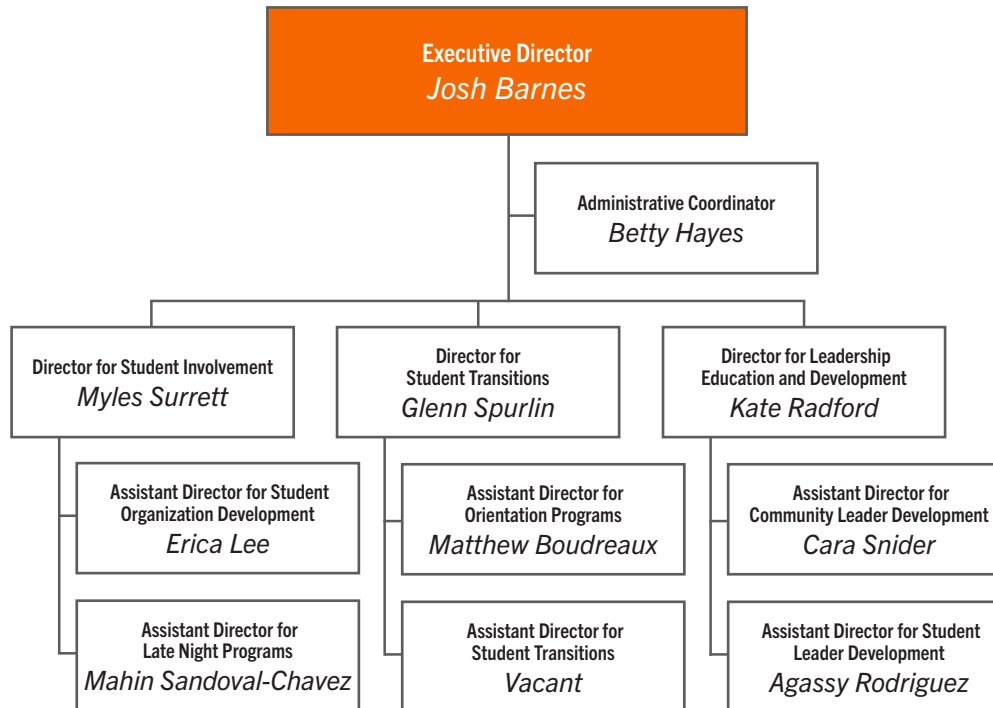 Executive Director
Josh Barnes
Administrative Coordinator
Betty Hayes
Director for Student Involvement
Myles Surrett
Director for
Student Transitions
Glenn Spurlin
Director for Leadership
Education and Development
Kate Radford
Assistant Director for Student
Organization Development
Erica Lee
Assistant Director for
Orientation Programs
Matthew Boudreaux
Assistant Director for
Community Leader Development
Cara Snider
Assistant Director for
Late Night Programs
Mahin Sandoval-Chavez
Assistant Director for
Student Transitions
Vacant
Assistant Director for Student
Leader Development
Agassy Rodriguez